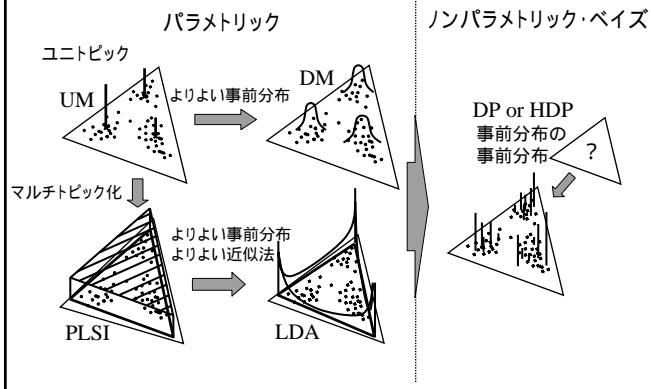 パラメトリック
ノンパラメトリック・ベイズ
ユニトピック
UM
よりよい事前分布
DM
DP or HDP
事前分布の
事前分布
?
マルチトピック化
よりよい事前分布
よりよい近似法
PLSI
LDA